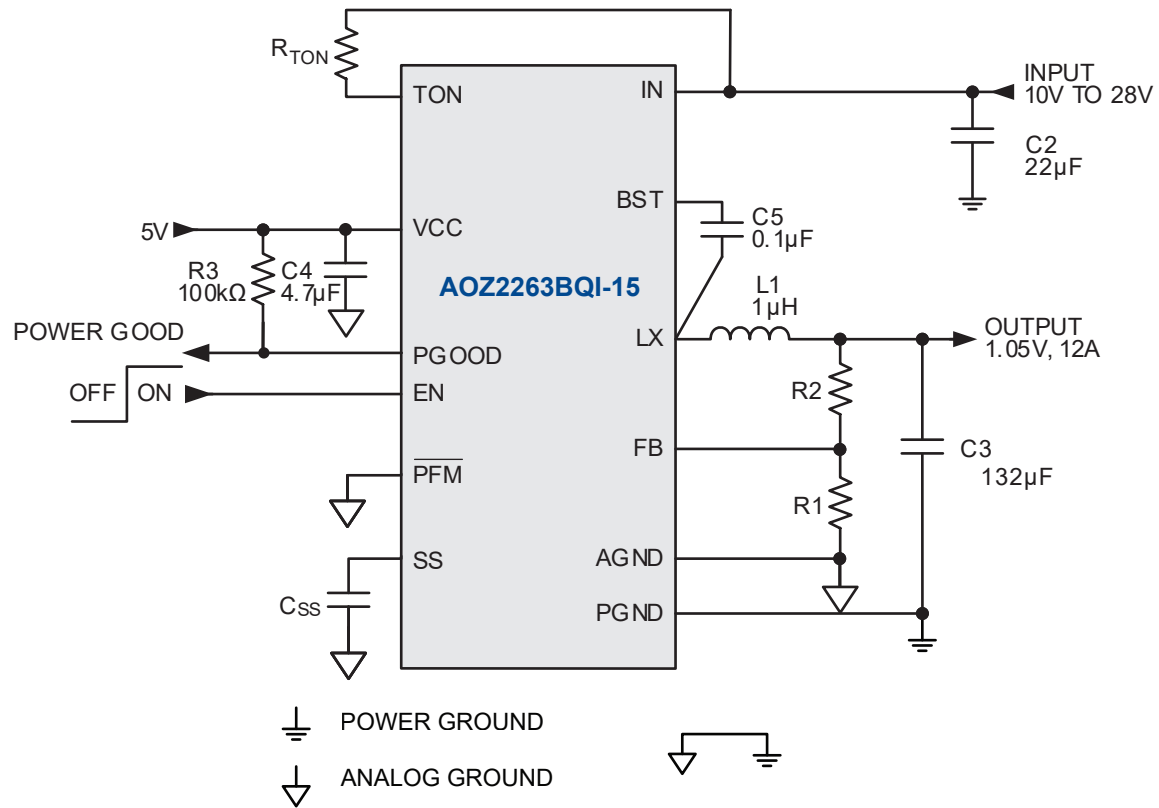 R_TON
TON
IN
INPUT
10V TO 28V
C2
22µF
BST
C5
0.1µF
5V
VCC
R3
100kΩ
C4
4.7µF
AOZ2263BQI-15
L1
1µH
LX
OUTPUT
1.05V, 12A
POWER GOOD
PGOOD
OFF
ON
EN
R2
FB
C3
132µF
PFM
R1
SS
AGND
CSS
PGND
POWER GROUND
ANALOG GROUND